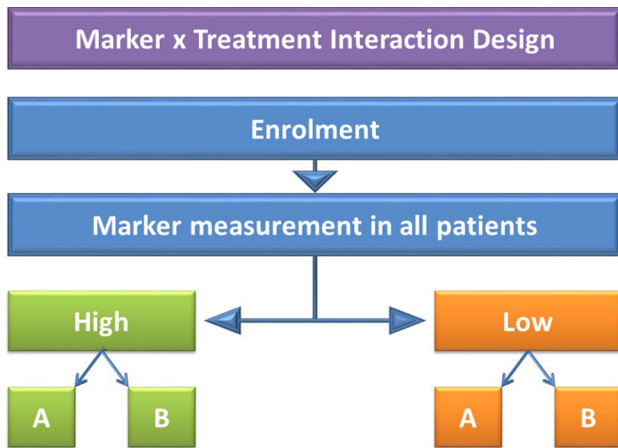 Marker x Treatment Interaction Design
Enrolment
Marker measurement in all patients
High
Low
A
B
A
B